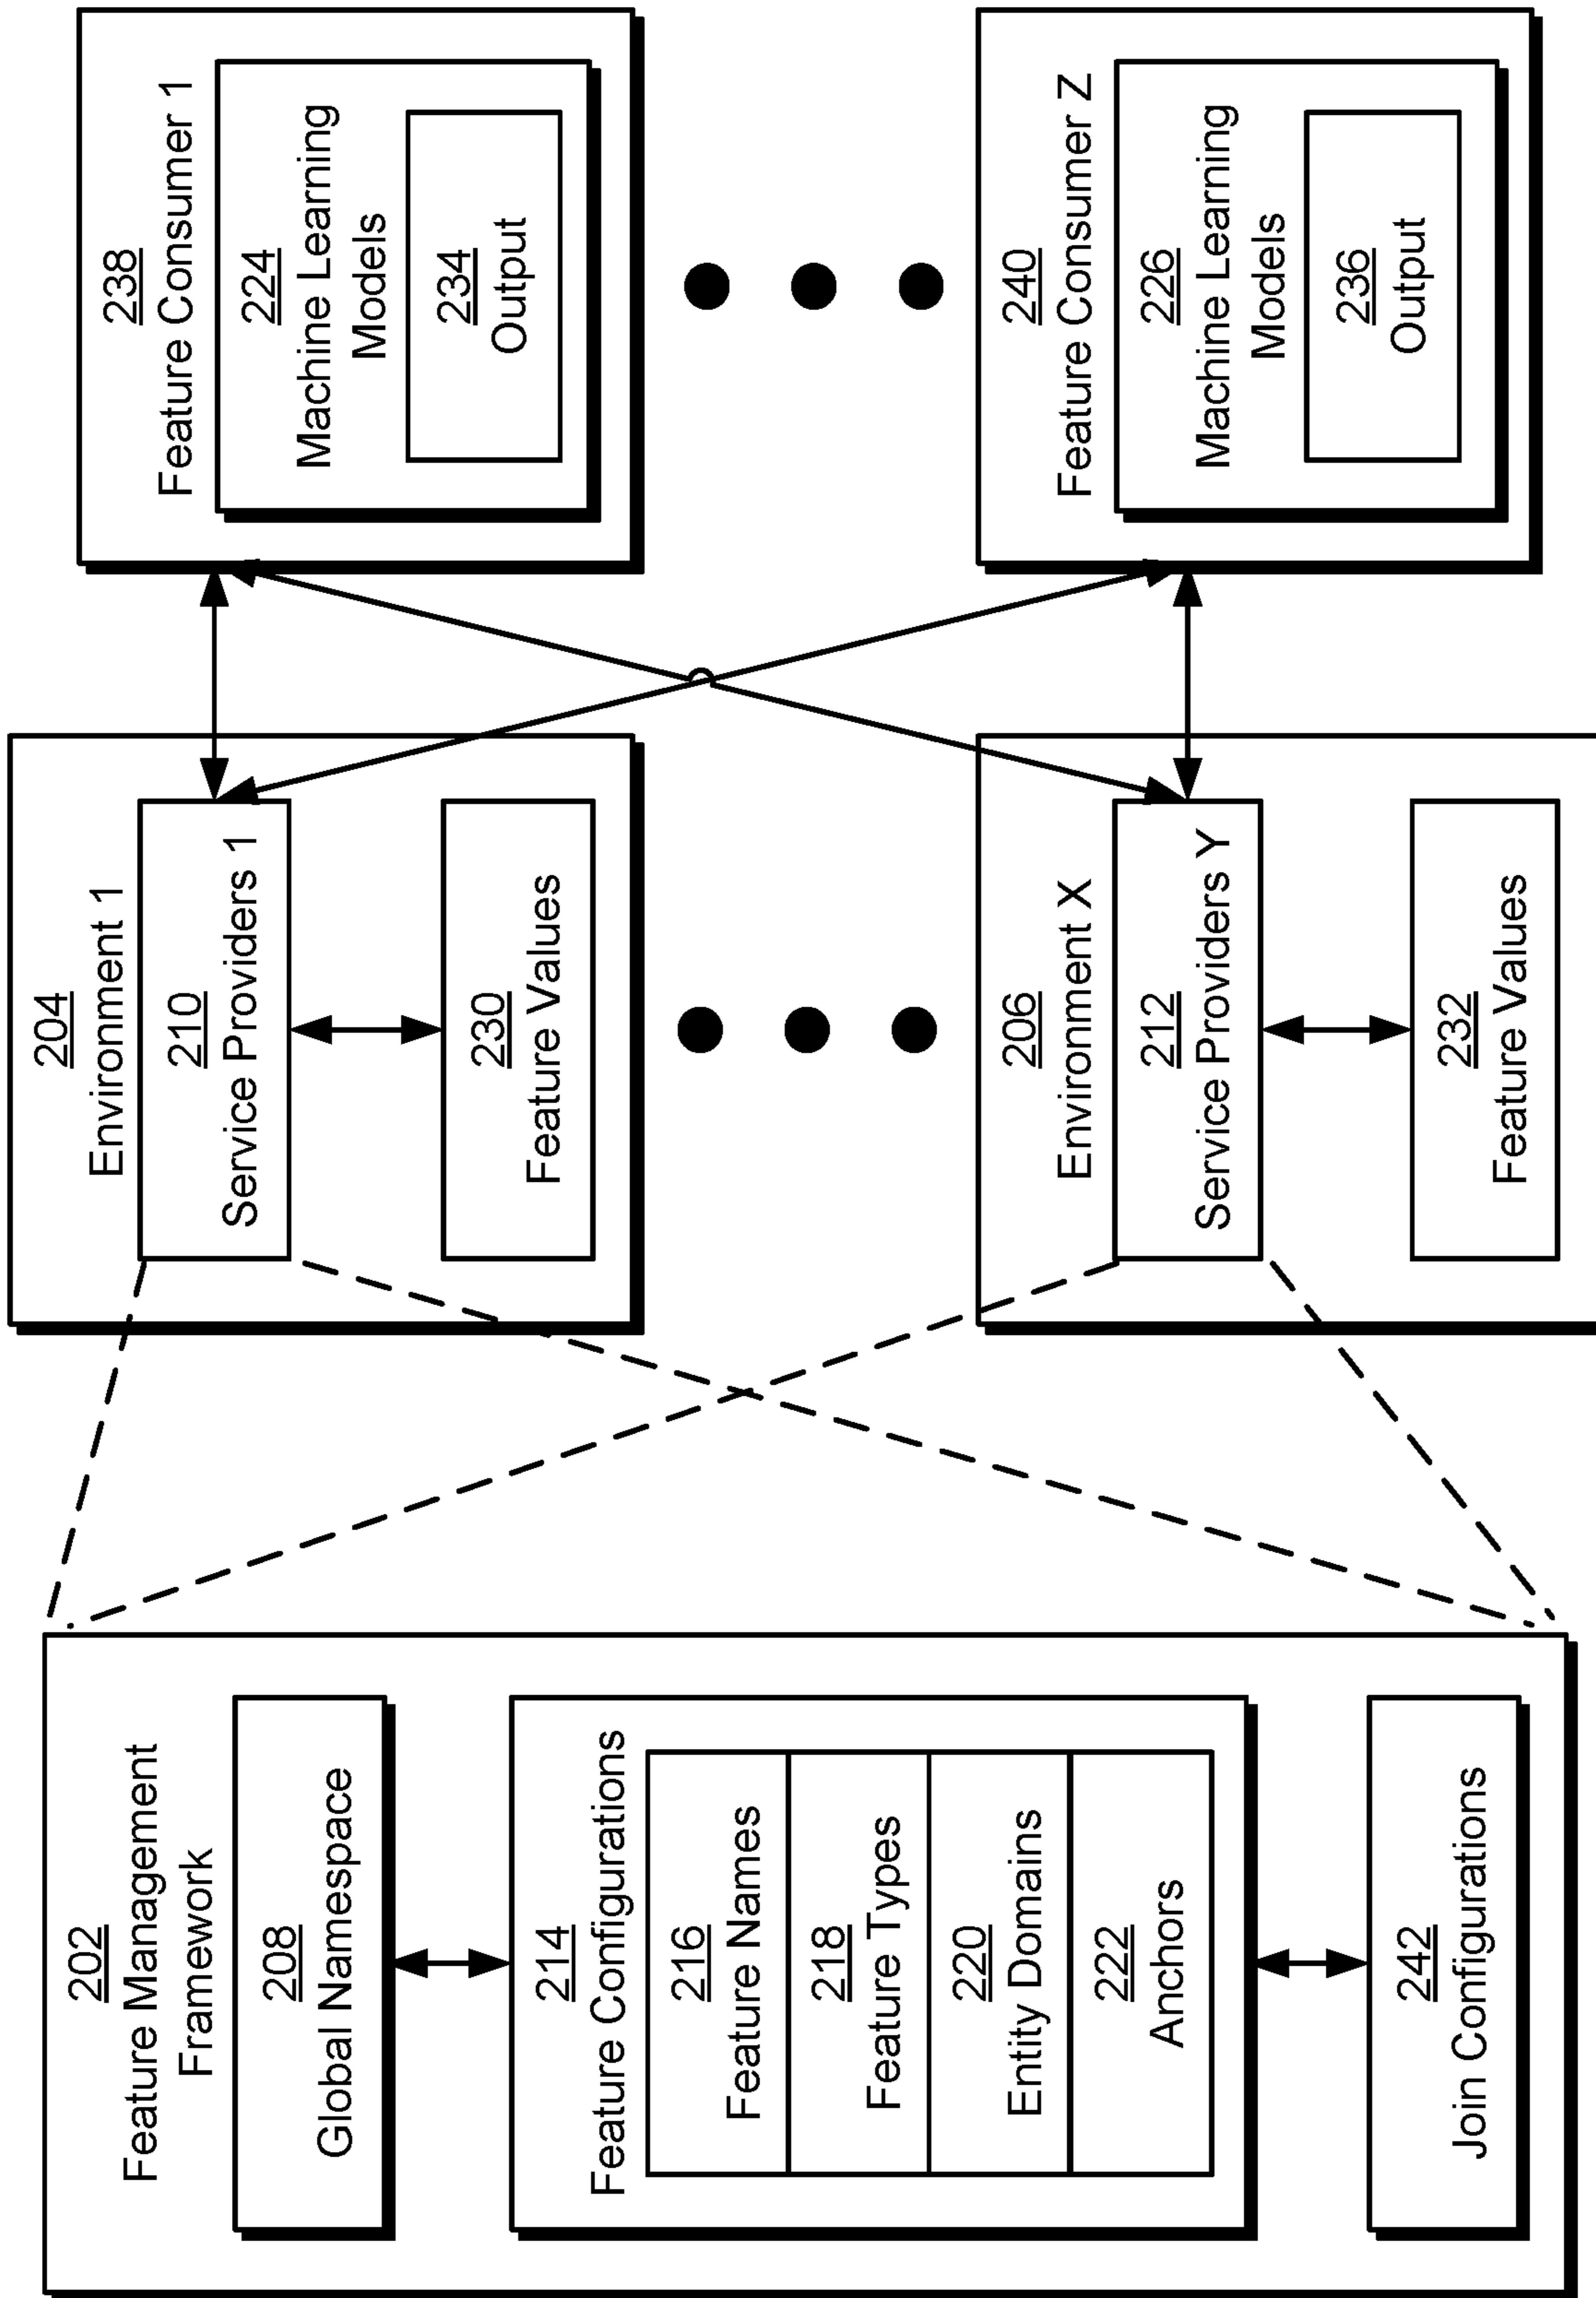 202
Feature Management
Framework
208
Global Namespace
214
Feature Configurations
216
Feature Names
218
Feature Types
220
Entity Domains
222
Anchors
242
Join Configurations
204
Environment 1
210
Service Providers 1
230
Feature Values
206
Environment X
212
Service Providers Y
232
Feature Values
238
Feature Consumer 1
224
Machine Learning
Models
234
Output
240
Feature Consumer Z
226
Machine Learning
Models
236
Output